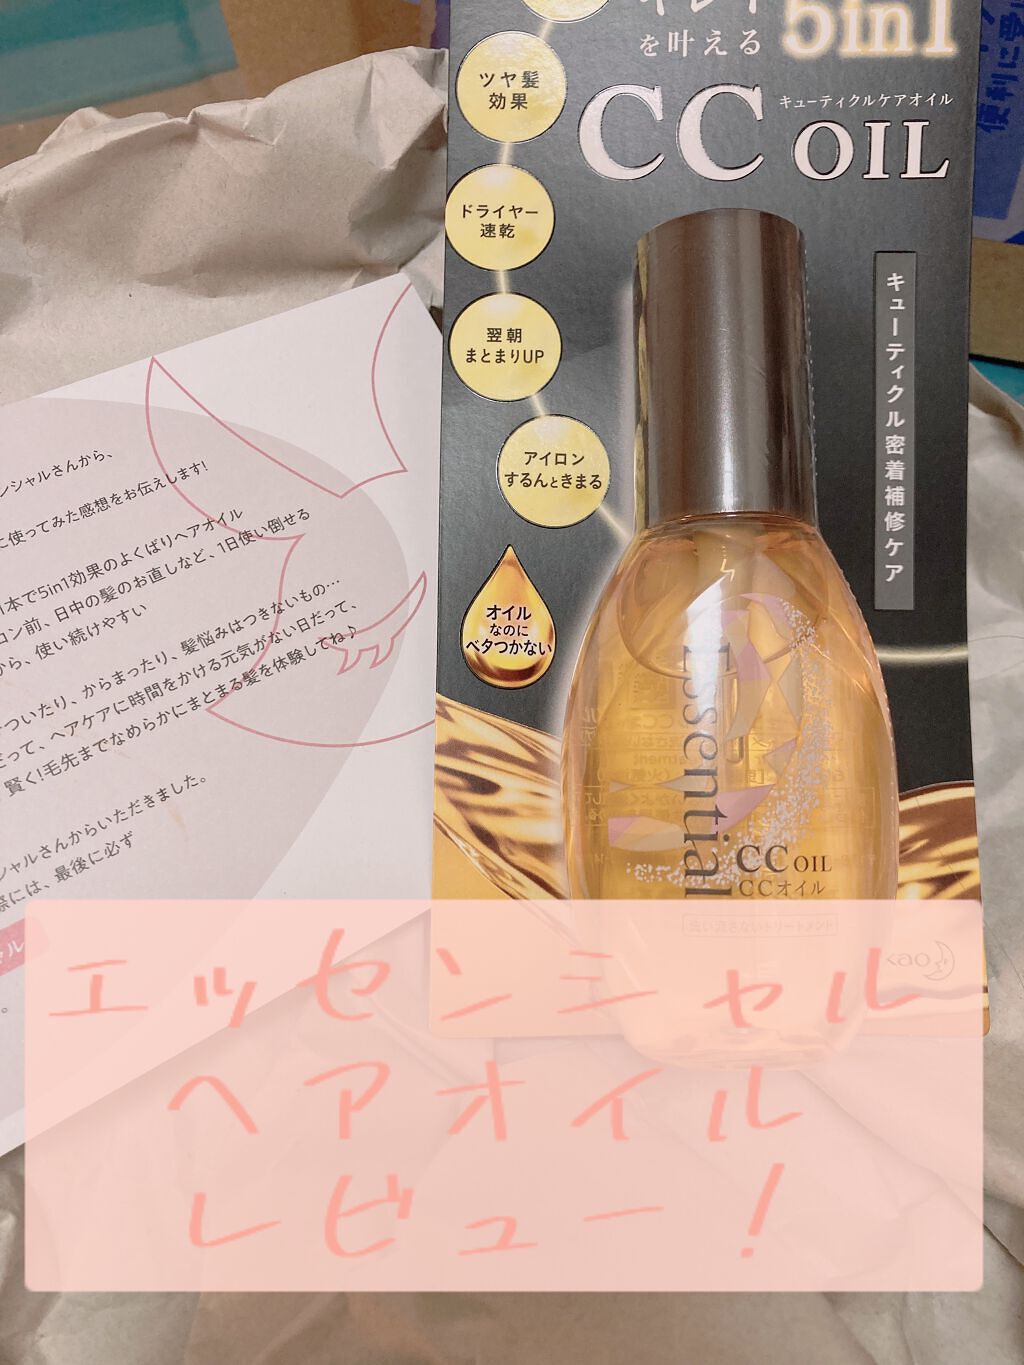 を叶える
5in1
ツヤ髪
効果
CC OIL
キューティクルケアオイル
ドライヤー
速乾
翌朝
まとまりUP
アイロン
するんときまる
キューティクル密着補修ケア
オイル
なのに
ベタつかない
Essential
CC OIL
CCオイル
洗い流さないトリートメント
kao
便利に
ンシャルさんから、
に使ってみた感想をお伝えします!
1本で5in1効果のよくばりヘアオイル
ロン前、日中の髪のお直しなど、1日使い倒せる
から、使い続けやすい
つついたり、からまったり、髪悩みはつきないもの…
だって、ヘアケアに時間をかける元気がない日だって、
賢く!毛先までなめらかにまとまる髪を体験してね♪
シャルさんからいただきました。
際には、最後に必ず
ャル
エッセンシャル
ヘアオイル
レビュー!